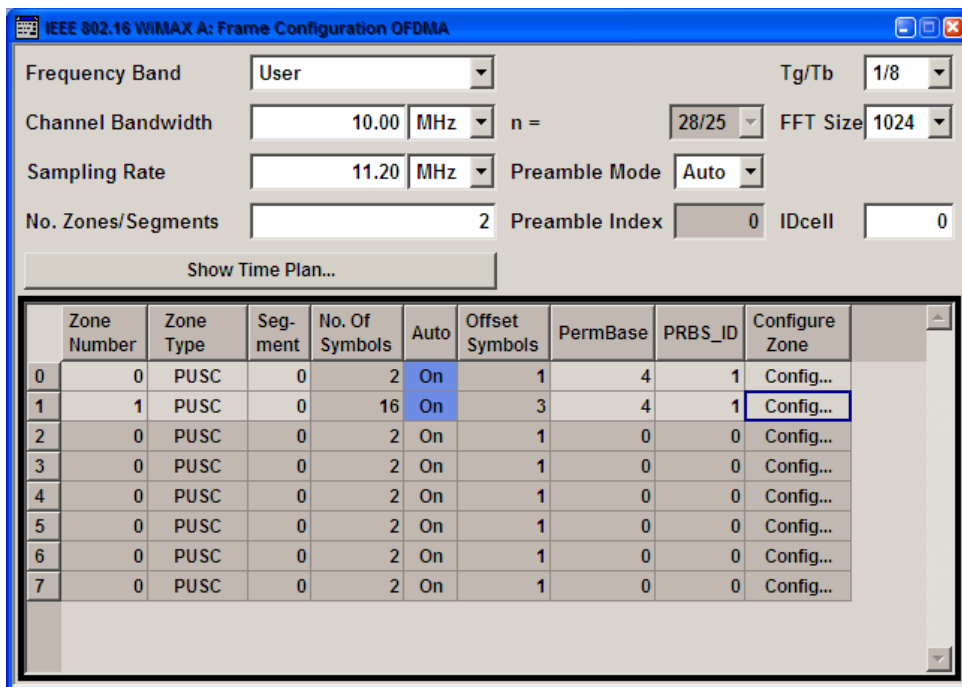 IEEE 802.16 WiMAX A: Frame Configuration OFDMA
Frequency Band User Tg/Tb 1/8
Channel Bandwidth 10.00 MHz n = 28/25 FFT Size 1024
Sampling Rate 11.20 MHz Preamble Mode Auto
No. Zones/Segments 2 Preamble Index 0 IDcell 0
Show Time Plan...
Zone Number Zone Type Seg-ment No. Of Symbols Auto Offset Symbols PermBase PRBS_ID Configure Zone
0 0 PUSC 0 2 On 1 4 1 Config...
1 1 PUSC 0 16 On 3 4 1 Config...
2 0 PUSC 0 2 On 1 0 0 Config...
3 0 PUSC 0 2 On 1 0 0 Config...
4 0 PUSC 0 2 On 1 0 0 Config...
5 0 PUSC 0 2 On 1 0 0 Config...
6 0 PUSC 0 2 On 1 0 0 Config...
7 0 PUSC 0 2 On 1 0 0 Config...